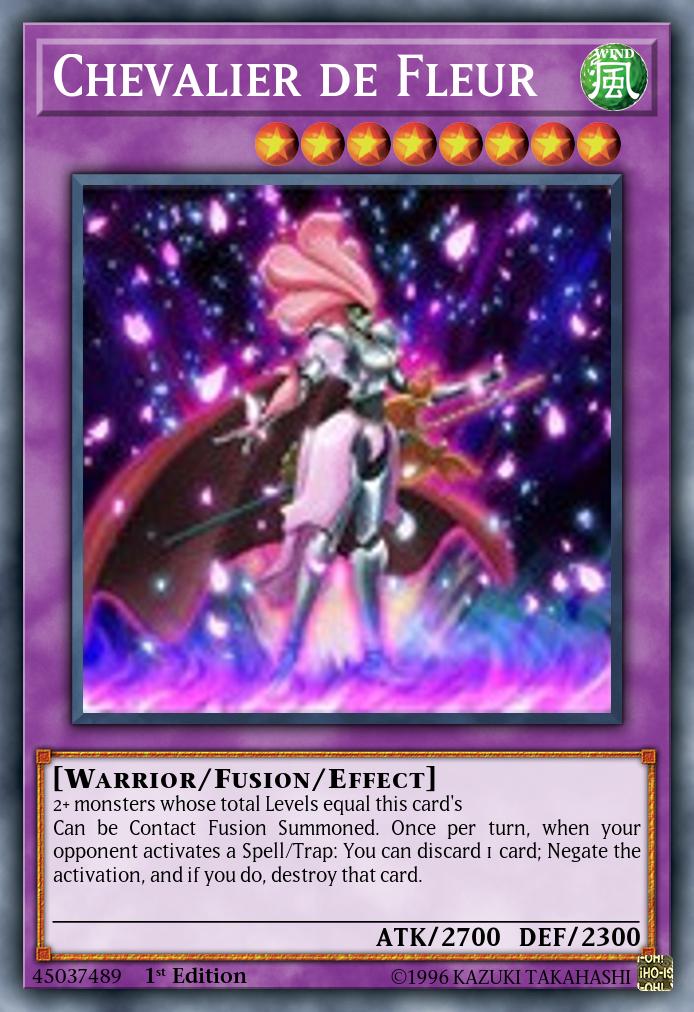 Chevalier de Fleur
WIND
風
[Warrior/Fusion/Effect]
2+ monsters whose total Levels equal this card's
Can be Contact Fusion Summoned. Once per turn, when your
opponent activates a Spell/Trap: You can discard 1 card; Negate the
activation, and if you do, destroy that card.
ATK/2700 DEF/2300
45037489 1st Edition ©1996 KAZUKI TAKAHASHI